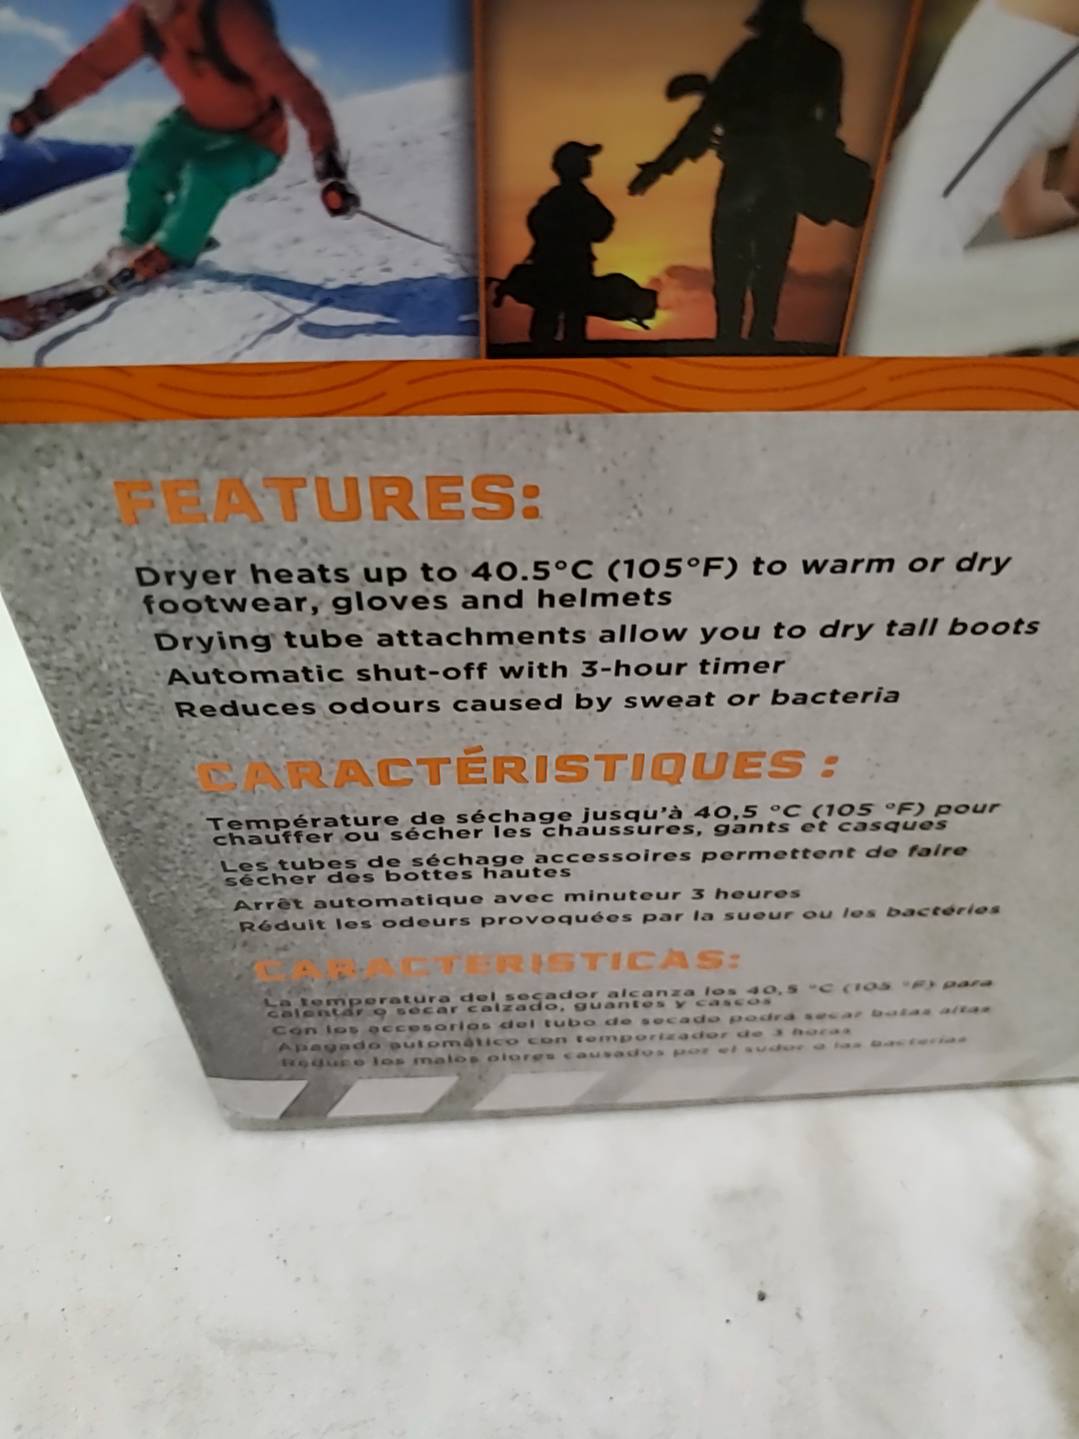 FEATURES:
Dryer heats up to 40.5°C (105°F) to warm or dry
footwear, gloves and helmets
Drying tube attachments allow you to dry tall boots
Automatic shut-off with 3-hour timer
Reduces odours caused by sweat or bacteria
CARACTÉRISTIQUES :
Température de séchage jusqu'à 40,5 °C (105 °F) pour
chauffer ou sécher les chaussures, gants et casques
Les tubes de séchage accessoires permettent de faire
sécher des bottes hautes
Arrêt automatique avec minuteur 3 heures
Réduit les odeurs provoquées par la sueur ou les bactéries
CARACTERISTICAS:
La temperatura del secador alcanza los 40,5 °C (105 °F) para
calentar o secar calzado, guantes y cascos
Con los accesorios del tubo de secado podrá secar botas altas
Apagado automático con temporizador de 3 horas
Reduce los malos olores causados por el sudor o las bacterias